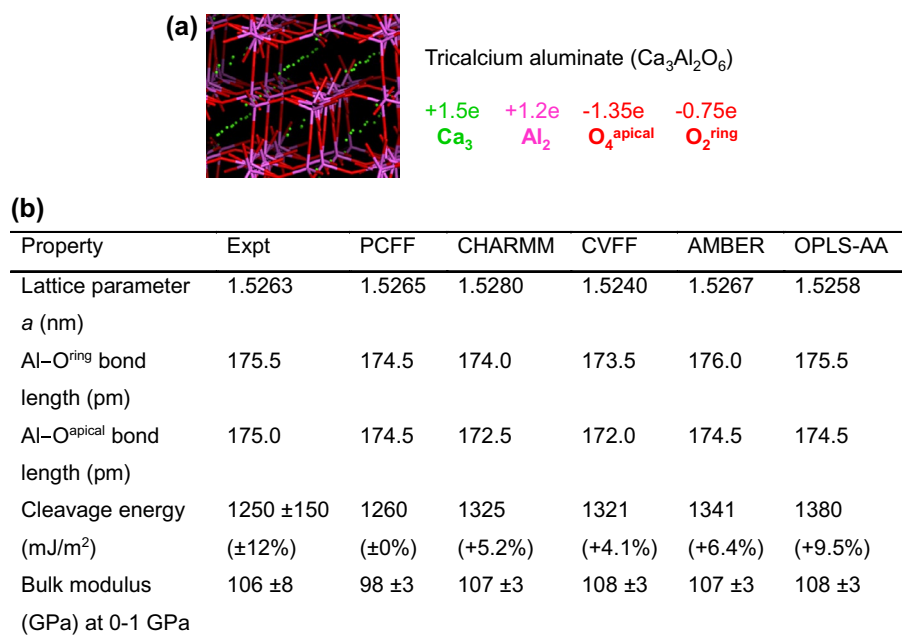 (a)
Tricalcium aluminate (Ca₃Al₂O₆)
+1.5e +1.2e -1.35e -0.75e
Ca₃ Al₂ O₄ᵃᵖⁱᶜᵃˡ O₂ʳⁱⁿᵍ
(b)
Property Expt PCFF CHARMM CVFF AMBER OPLS-AA
Lattice parameter 1.5263 1.5265 1.5280 1.5240 1.5267 1.5258
a (nm)
Al–Oʳⁱⁿᵍ bond 175.5 174.5 174.0 173.5 176.0 175.5
length (pm)
Al–Oᵃᵖⁱᶜᵃˡ bond 175.0 174.5 172.5 172.0 174.5 174.5
length (pm)
Cleavage energy 1250 ±150 1260 1325 1321 1341 1380
(mJ/m²) (±12%) (±0%) (+5.2%) (+4.1%) (+6.4%) (+9.5%)
Bulk modulus 106 ±8 98 ±3 107 ±3 108 ±3 107 ±3 108 ±3
(GPa) at 0-1 GPa